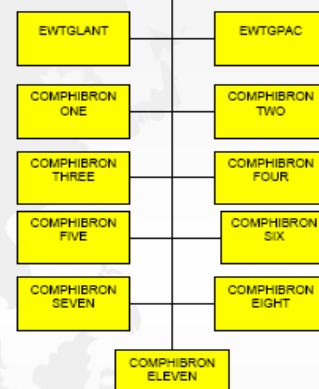 EWTGLANT
EWTGPAC
COMPHIBRON
ONE
COMPHIBRON
TWO
COMPHIBRON
THREE
COMPHIBRON
FOUR
COMPHIBRON
FIVE
COMPHIBRON
SIX
COMPHIBRON
SEVEN
COMPHIBRON
EIGHT
COMPHIBRON
ELEVEN